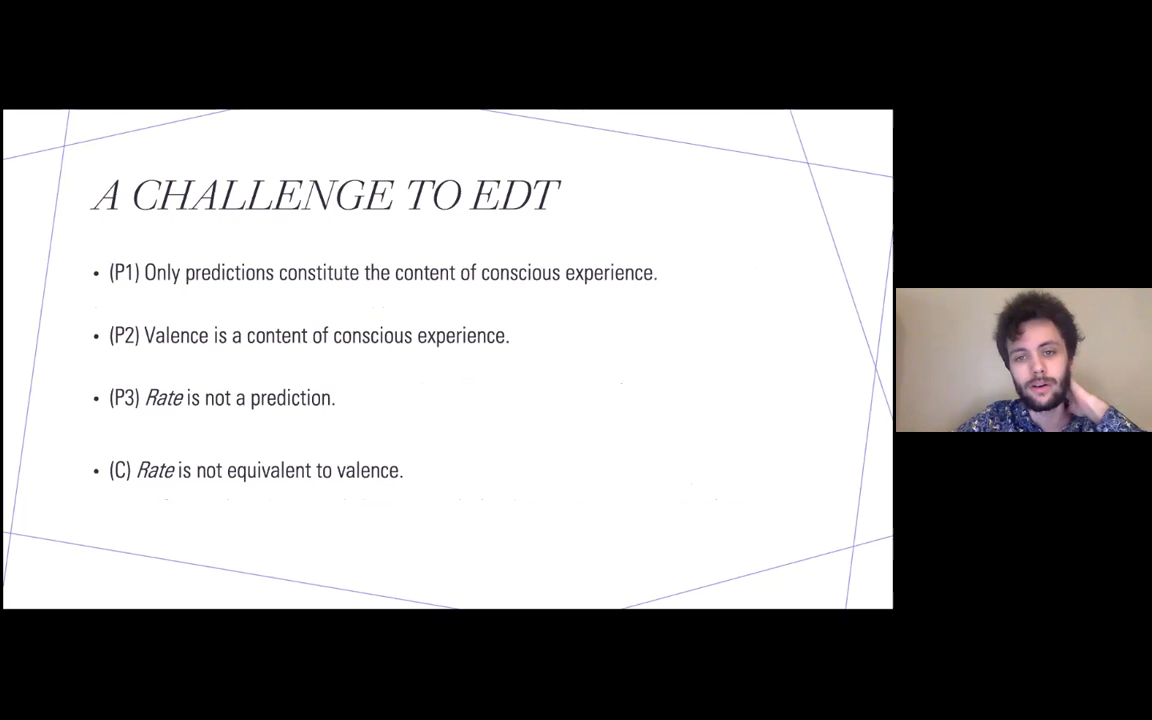 A CHALLENGE TO EDT
• (P1) Only predictions constitute the content of conscious experience.
• (P2) Valence is a content of conscious experience.
• (P3) Rate is not a prediction.
• (C) Rate is not equivalent to valence.